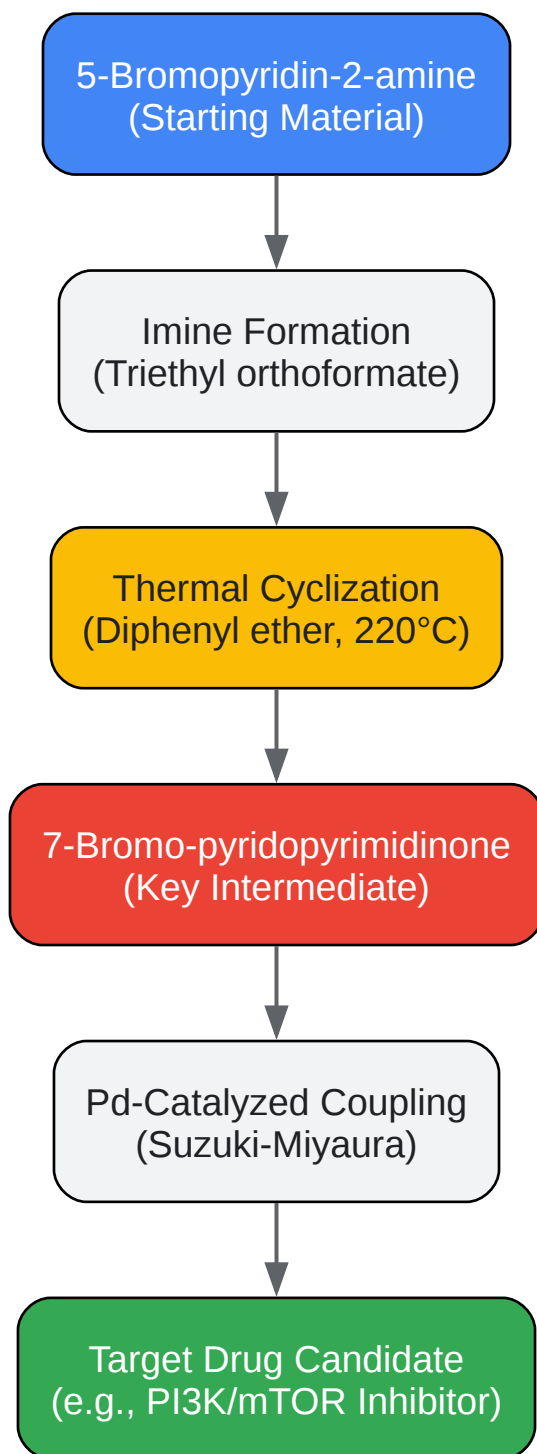 5-Bromopyridin-2-amine
(Starting Material)
Imine Formation
(Triethyl orthoformate)
Thermal Cyclization
(Diphenyl ether, 220°C)
7-Bromo-pyridopyrimidinone
(Key Intermediate)
Pd-Catalyzed Coupling
(Suzuki-Miyaura)
Target Drug Candidate
(e.g., PI3K/mTOR Inhibitor)